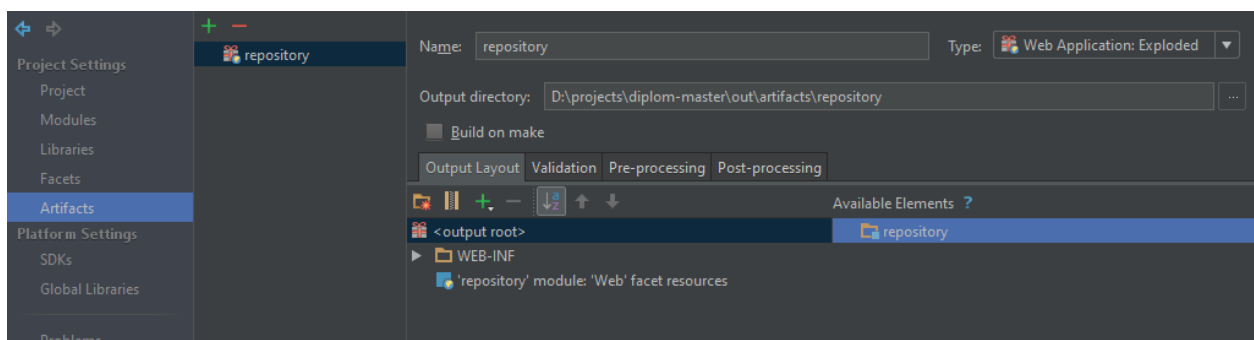 Project Settings
Project
Modules
Libraries
Facets
Artifacts
Platform Settings
SDKs
Global Libraries
Problems
repository
Name: repository
Type: Web Application: Exploded
Output directory: D:\projects\diplom-master\out\artifacts\repository
...
Build on make
Output Layout Validation Pre-processing Post-processing
Available Elements ?
<output root>
repository
WEB-INF
'repository' module: 'Web' facet resources